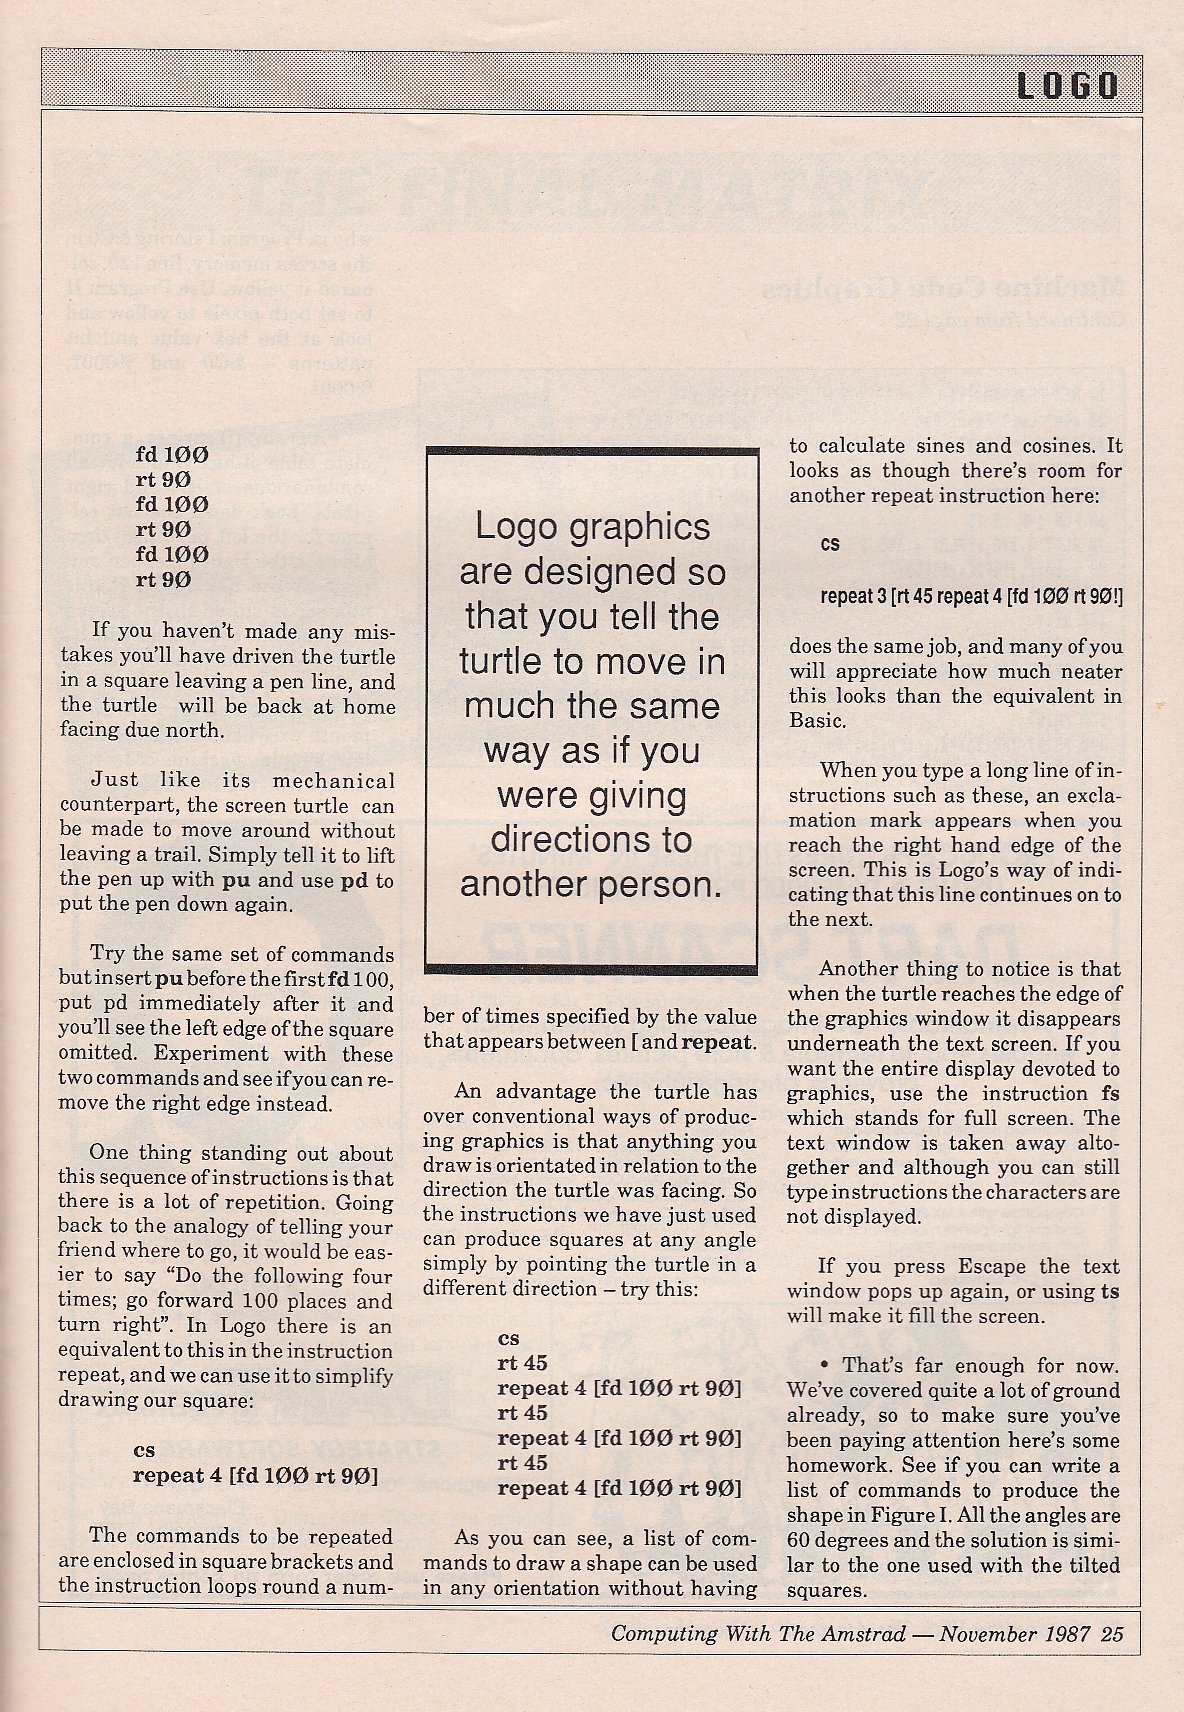 LOGO
fd 1ØØ
rt 9Ø
fd 1ØØ
rt 9Ø
fd 1ØØ
rt 9Ø
If you haven't made any mis-
takes you'll have driven the turtle
in a square leaving a pen line, and
the turtle will be back at home
facing due north.
Just like its mechanical
counterpart, the screen turtle can
be made to move around without
leaving a trail. Simply tell it to lift
the pen up with pu and use pd to
put the pen down again.
Try the same set of commands
but insert pu before the first fd 100,
put pd immediately after it and
you'll see the left edge of the square
omitted. Experiment with these
two commands and see if you can re-
move the right edge instead.
One thing standing out about
this sequence of instructions is that
there is a lot of repetition. Going
back to the analogy of telling your
friend where to go, it would be eas-
ier to say "Do the following four
times; go forward 100 places and
turn right". In Logo there is an
equivalent to this in the instruction
repeat, and we can use it to simplify
drawing our square:
cs
repeat 4 [fd 1ØØ rt 9Ø]
The commands to be repeated
are enclosed in square brackets and
the instruction loops round a num-
Logo graphics
are designed so
that you tell the
turtle to move in
much the same
way as if you
were giving
directions to
another person.
ber of times specified by the value
that appears between [ and repeat.
An advantage the turtle has
over conventional ways of produc-
ing graphics is that anything you
draw is orientated in relation to the
direction the turtle was facing. So
the instructions we have just used
can produce squares at any angle
simply by pointing the turtle in a
different direction – try this:
cs
rt 45
repeat 4 [fd 1ØØ rt 9Ø]
rt 45
repeat 4 [fd 1ØØ rt 9Ø]
rt 45
repeat 4 [fd 1ØØ rt 9Ø]
As you can see, a list of com-
mands to draw a shape can be used
in any orientation without having
to calculate sines and cosines. It
looks as though there's room for
another repeat instruction here:
cs
repeat 3 [rt 45 repeat 4 [fd 1ØØ rt 9Ø!]
does the same job, and many of you
will appreciate how much neater
this looks than the equivalent in
Basic.
When you type a long line of in-
structions such as these, an excla-
mation mark appears when you
reach the right hand edge of the
screen. This is Logo's way of indi-
cating that this line continues on to
the next.
Another thing to notice is that
when the turtle reaches the edge of
the graphics window it disappears
underneath the text screen. If you
want the entire display devoted to
graphics, use the instruction fs
which stands for full screen. The
text window is taken away alto-
gether and although you can still
type instructions the characters are
not displayed.
If you press Escape the text
window pops up again, or using ts
will make it fill the screen.
• That's far enough for now.
We've covered quite a lot of ground
already, so to make sure you've
been paying attention here's some
homework. See if you can write a
list of commands to produce the
shape in Figure I. All the angles are
60 degrees and the solution is simi-
lar to the one used with the tilted
squares.
Computing With The Amstrad — November 1987 25